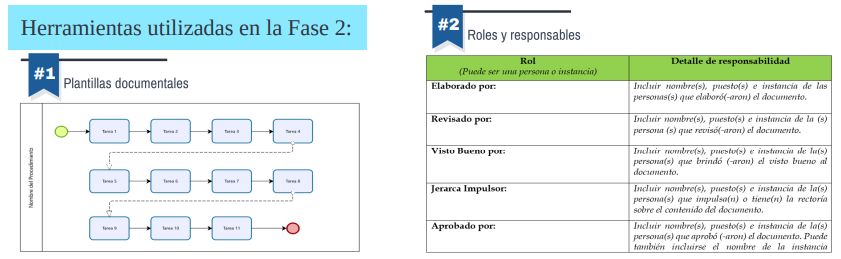 Herramientas utilizadas en la Fase 2:
#1
Plantillas documentales
Nombre del Procedimiento
Tarea 1
Tarea 2
Tarea 3
Tarea 4
Tarea 5
Tarea 6
Tarea 7
Tarea 8
Tarea 9
Tarea 10
Tarea 11
#2
Roles y responsables
Rol
(Puede ser una persona o instancia)
Detalle de responsabilidad
Elaborado por:
Incluir nombre(s), puesto(s) e instancia de las
personas(s) que elaboró(-aron) el documento.
Revisado por:
Incluir nombre(s), puesto(s) e instancia de la (s)
persona (s) que revisó(-aron) el documento.
Visto Bueno por:
Incluir nombre(s), puesto(s) e instancia de la(s)
persona(s) que brindó (-aron) el visto bueno al
documento.
Jerarca Impulsor:
Incluir nombre(s), puesto(s) e instancia de la(s)
persona(s) que impulsa(n) o tiene(n) la rectoría
sobre el contenido del documento.
Aprobado por:
Incluir nombre(s), puesto(s) e instancia de la(s)
persona(s) que aprobó (-aron) el documento. Puede
también incluirse el nombre de la instancia